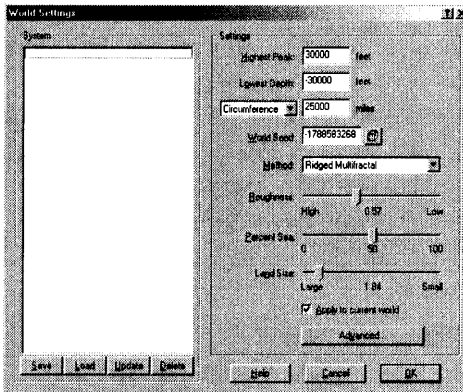 World Settings
System
Save Load Update Delete
Settings
Highest Peak: 30000 feet
Lowest Depth: -30000 feet
Circumference 25000 miles
World Seed: -1788583268
Method: Ridged Multifractal
Roughness:
High 0.57 Low
Percent Sea:
0 50 100
Land Size:
Large 1.84 Small
Apply to current world
Advanced...
Help Cancel OK